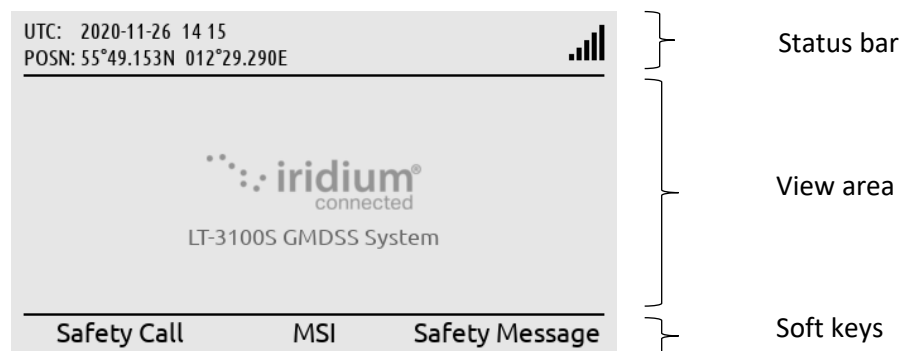 UTC: 2020-11-26 14 15
POSN: 55°49.153N 012°29.290E
Status bar
iridium®
connected
LT-3100S GMDSS System
View area
Safety Call MSI Safety Message
Soft keys